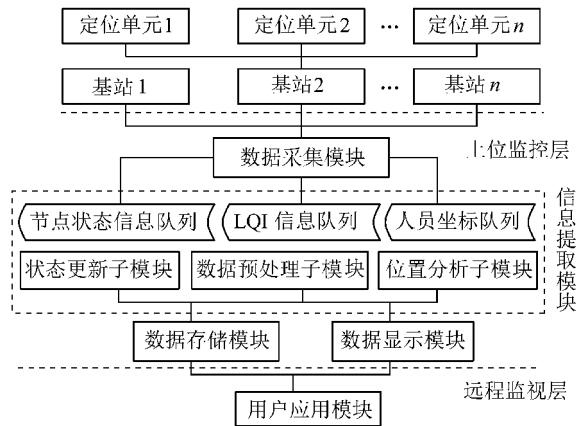 定位单元1 定位单元2 … 定位单元n
基站1 基站2 … 基站n
上位监控层
数据采集模块
节点状态信息队列 LQI信息队列 人员坐标队列
状态更新子模块 数据预处理子模块 位置分析子模块
信息提取模块
数据存储模块 数据显示模块
远程监视层
用户应用模块